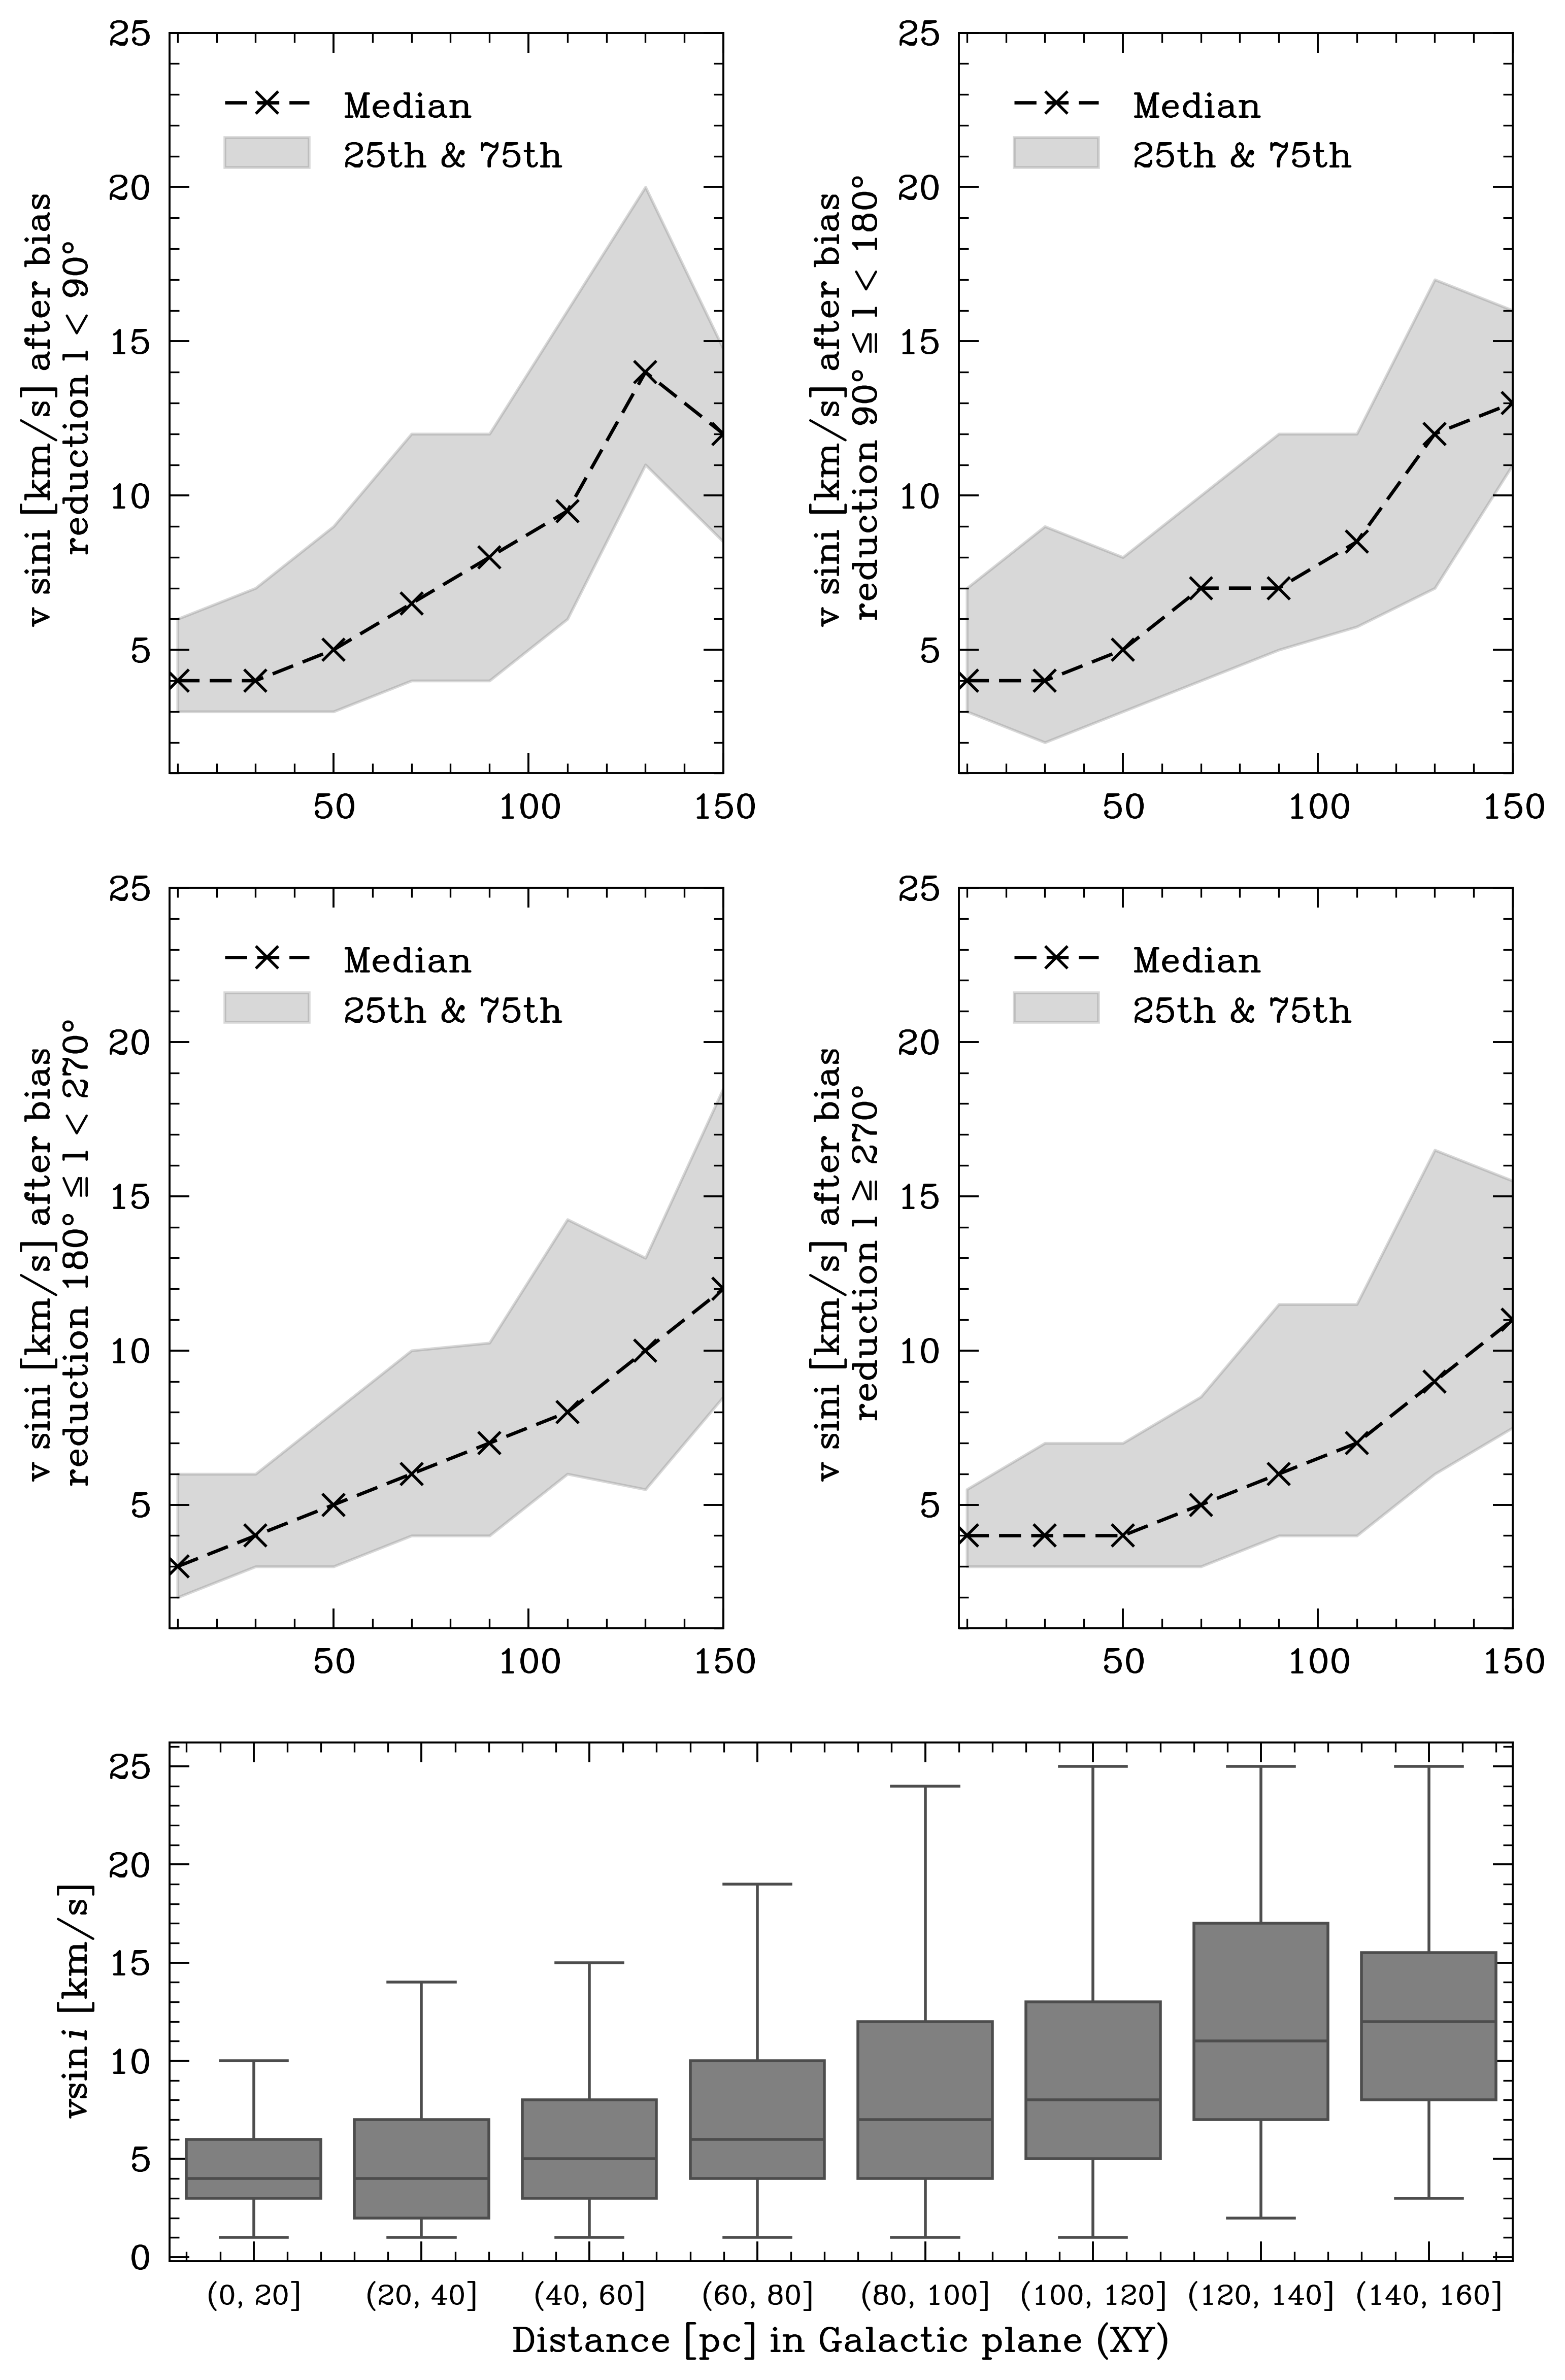 25
20
15
10
5
v sini [km/s] after bias
reduction l < 90°
Median
25th & 75th
50
100
150
25
20
15
10
5
v sini [km/s] after bias
reduction 90° ≤ l < 180°
Median
25th & 75th
50
100
150
25
20
15
10
5
v sini [km/s] after bias
reduction 180° ≤ l < 270°
Median
25th & 75th
50
100
150
25
20
15
10
5
v sini [km/s] after bias
reduction l ≥ 270°
Median
25th & 75th
50
100
150
25
20
15
10
5
0
vsin i [km/s]
(0, 20]
(20, 40]
(40, 60]
(60, 80]
(80, 100]
(100, 120]
(120, 140]
(140, 160]
Distance [pc] in Galactic plane (XY)